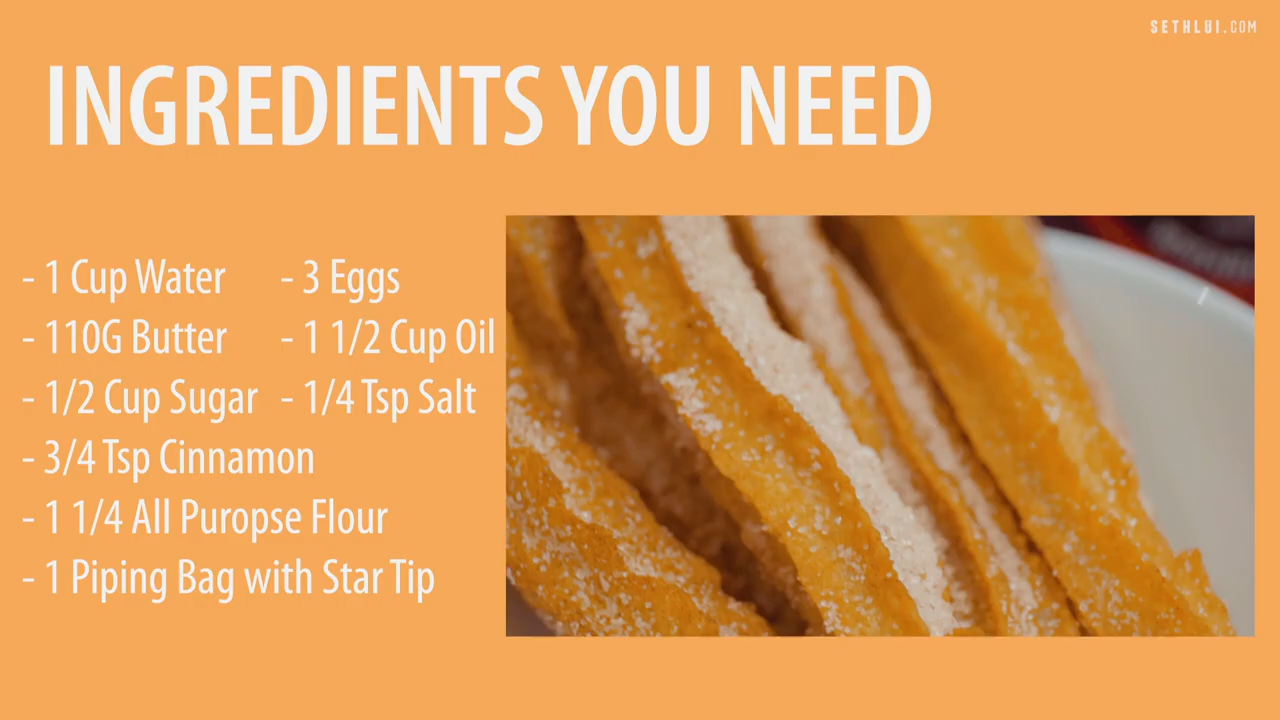 SETHLUI.COM
INGREDIENTS YOU NEED
- 1 Cup Water
- 110G Butter
- 1/2 Cup Sugar
- 3/4 Tsp Cinnamon
- 1 1/4 All Puropse Flour
- 1 Piping Bag with Star Tip
- 3 Eggs
- 1 1/2 Cup Oil
- 1/4 Tsp Salt